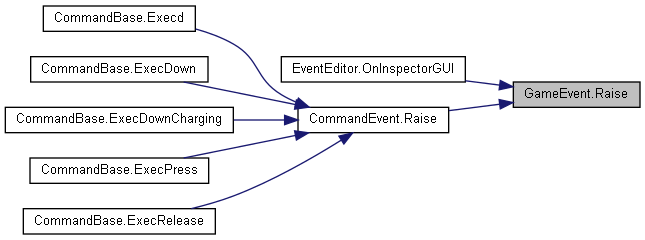 CommandBase.Execd
CommandBase.ExecDown
EventEditor.OnInspectorGUI
GameEvent.Raise
CommandBase.ExecDownCharging
CommandEvent.Raise
CommandBase.ExecPress
CommandBase.ExecRelease